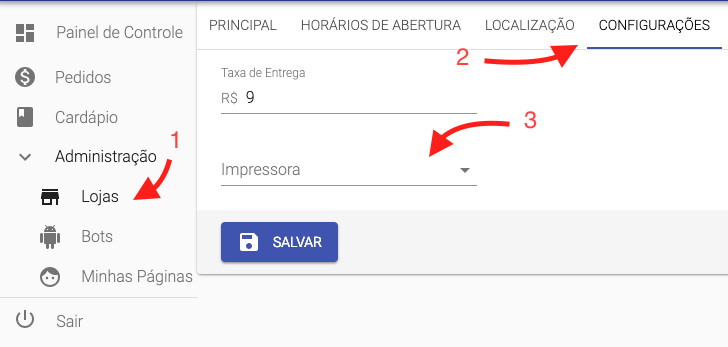 Painel de Controle
Pedidos
Cardápio
Administração
1
Lojas
Bots
Minhas Páginas
Sair
PRINCIPAL HORÁRIOS DE ABERTURA LOCALIZAÇÃO CONFIGURAÇÕES
2
Taxa de Entrega
R$ 9
3
Impressora
SALVAR